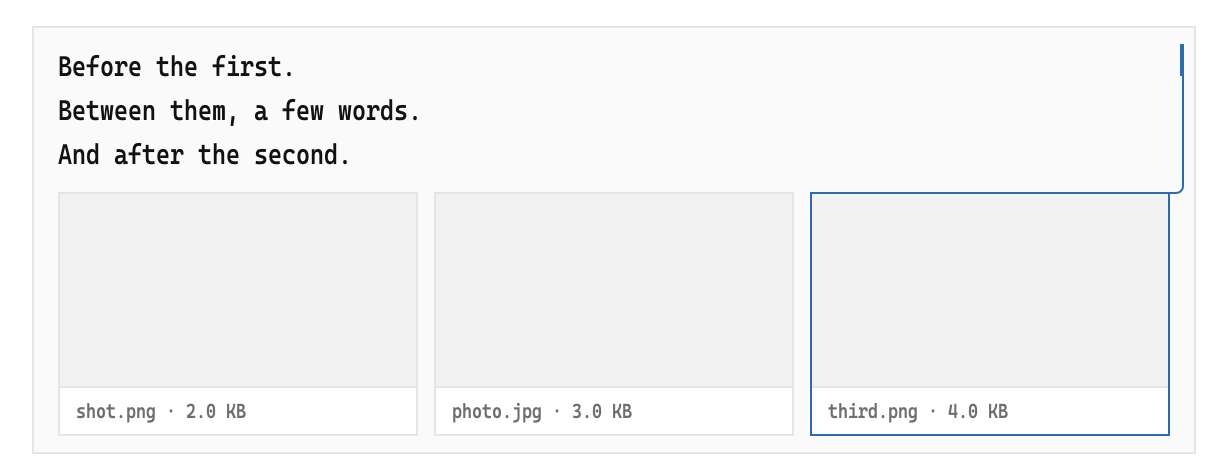 Before the first.
Between them, a few words.
And after the second.
shot.png · 2.0 KB
photo.jpg · 3.0 KB
third.png · 4.0 KB